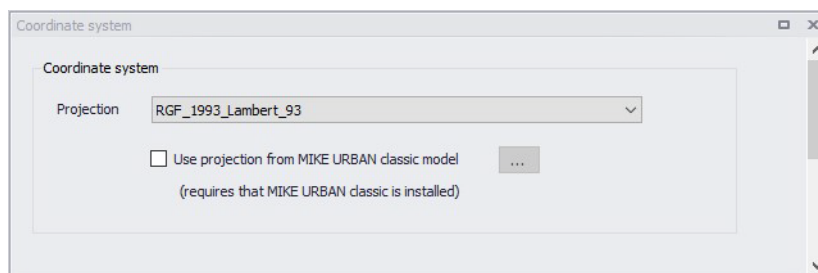 Coordinate system
Coordinate system
Projection RGF_1993_Lambert_93
Use projection from MIKE URBAN classic model ...
(requires that MIKE URBAN classic is installed)